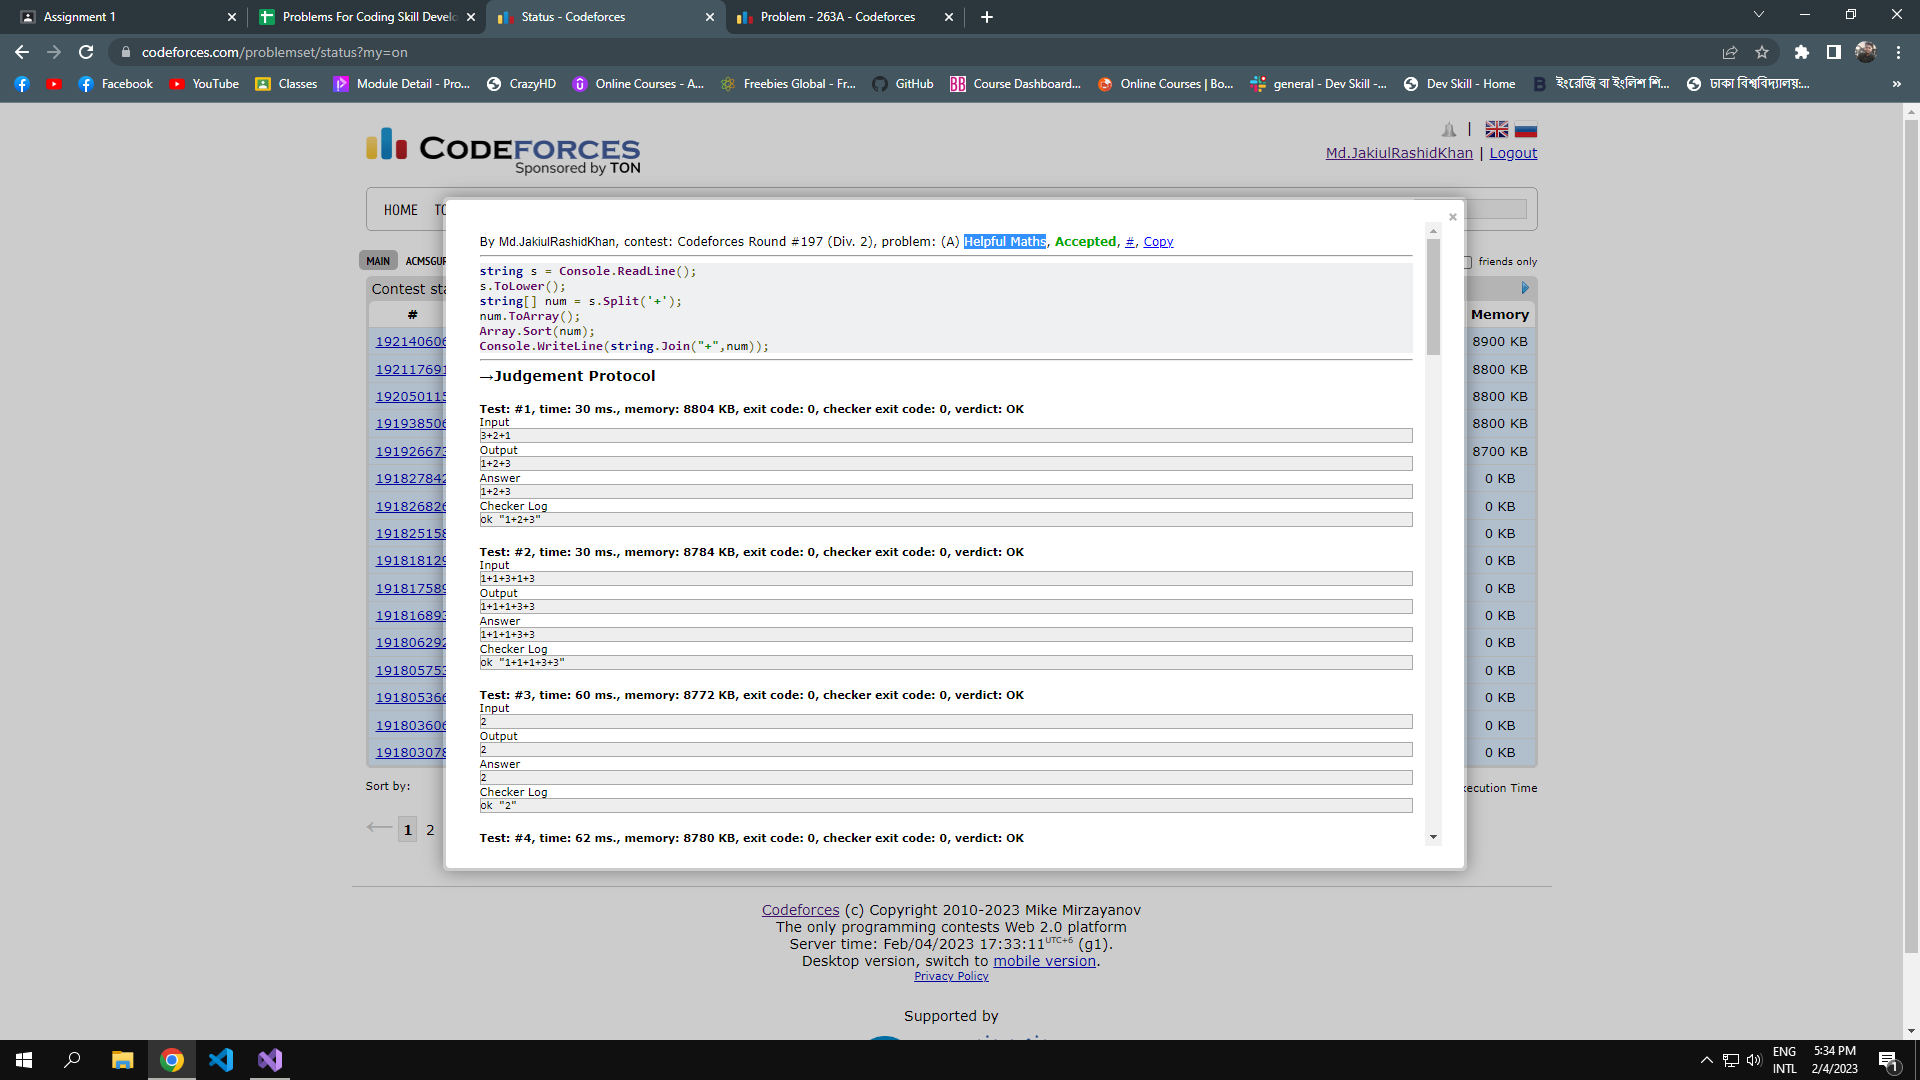 Assignment 1
Problems For Coding Skill Develo
Status - Codeforces
Problem - 263A - Codeforces
codeforces.com/problemset/status?my=on
Facebook
YouTube
Classes
Module Detail - Pro...
CrazyHD
Online Courses - A...
Freebies Global - Fr...
GitHub
Course Dashboard...
Online Courses | Bo...
general - Dev Skill -...
Dev Skill - Home
ইংরেজি বা ইংলিশ শি...
ঢাকা বিশ্ববিদ্যালয়:...
CODEFORCES
Sponsored by TON
|
Md.JakiulRashidKhan | Logout
HOME TO
By Md.JakiulRashidKhan, contest: Codeforces Round #197 (Div. 2), problem: (A) Helpful Maths, Accepted, #, Copy
MAIN ACMSGUR
friends only
string s = Console.ReadLine();
s.ToLower();
string[] num = s.Split('+');
num.ToArray();
Array.Sort(num);
Console.WriteLine(string.Join("+",num));
→Judgement Protocol
Test: #1, time: 30 ms., memory: 8804 KB, exit code: 0, checker exit code: 0, verdict: OK
Input
3+2+1
Output
1+2+3
Answer
1+2+3
Checker Log
ok "1+2+3"
Test: #2, time: 30 ms., memory: 8784 KB, exit code: 0, checker exit code: 0, verdict: OK
Input
1+1+3+1+3
Output
1+1+1+3+3
Answer
1+1+1+3+3
Checker Log
ok "1+1+1+3+3"
Test: #3, time: 60 ms., memory: 8772 KB, exit code: 0, checker exit code: 0, verdict: OK
Input
2
Output
2
Answer
2
Checker Log
ok "2"
Test: #4, time: 62 ms., memory: 8780 KB, exit code: 0, checker exit code: 0, verdict: OK
Contest sta
# Memory
192140606 8900 KB
192117691 8800 KB
192050115 8800 KB
191938506 8800 KB
191926673 8700 KB
191827842 0 KB
191826826 0 KB
191825158 0 KB
191818129 0 KB
191817589 0 KB
191816893 0 KB
191806292 0 KB
191805753 0 KB
191805366 0 KB
191803606 0 KB
191803078 0 KB
Sort by: xecution Time
← 1 2
Codeforces (c) Copyright 2010-2023 Mike Mirzayanov
The only programming contests Web 2.0 platform
Server time: Feb/04/2023 17:33:11 UTC+6 (g1).
Desktop version, switch to mobile version.
Privacy Policy
Supported by
ENG
INTL
5:34 PM
2/4/2023
1